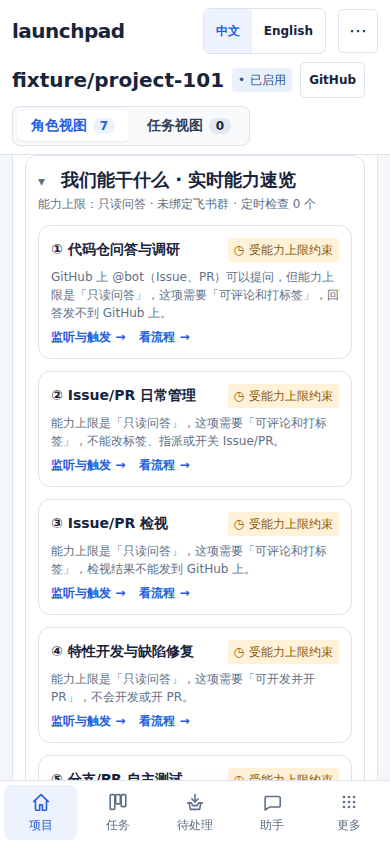 launchpad
中文 English ···
fixture/project-101 • 已启用 GitHub
角色视图 7 任务视图 0
▾ 我们能干什么 · 实时能力速览
能力上限：只读问答 · 未绑定飞书群 · 定时检查 0 个
① 代码仓问答与调研 ◷ 受能力上限约束
GitHub 上 @bot（Issue、PR）可以提问，但能力上
限是「只读问答」，这项需要「可评论和打标签」，回
答发不到 GitHub 上。
监听与触发 → 看流程 →
② Issue/PR 日常管理 ◷ 受能力上限约束
能力上限是「只读问答」，这项需要「可评论和打标
签」，不能改标签、指派或开关 Issue/PR。
监听与触发 → 看流程 →
③ Issue/PR 检视 ◷ 受能力上限约束
能力上限是「只读问答」，这项需要「可评论和打标
签」，检视结果不能发到 GitHub 上。
监听与触发 → 看流程 →
④ 特性开发与缺陷修复 ◷ 受能力上限约束
能力上限是「只读问答」，这项需要「可开发并开
PR」，不会开发或开 PR。
监听与触发 → 看流程 →
⑤ 分支/PR 自主测试 ◷ 受能力上限约束
项目 任务 待处理 助手 更多